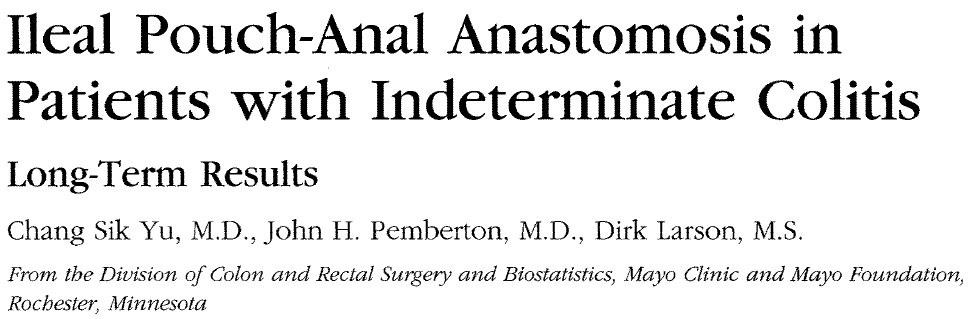 Ileal Pouch-Anal Anastomosis in
Patients with Indeterminate Colitis
Long-Term Results
Chang Sik Yu, M.D., John H. Pemberton, M.D., Dirk Larson, M.S.
From the Division of Colon and Rectal Surgery and Biostatistics, Mayo Clinic and Mayo Foundation,
Rochester, Minnesota